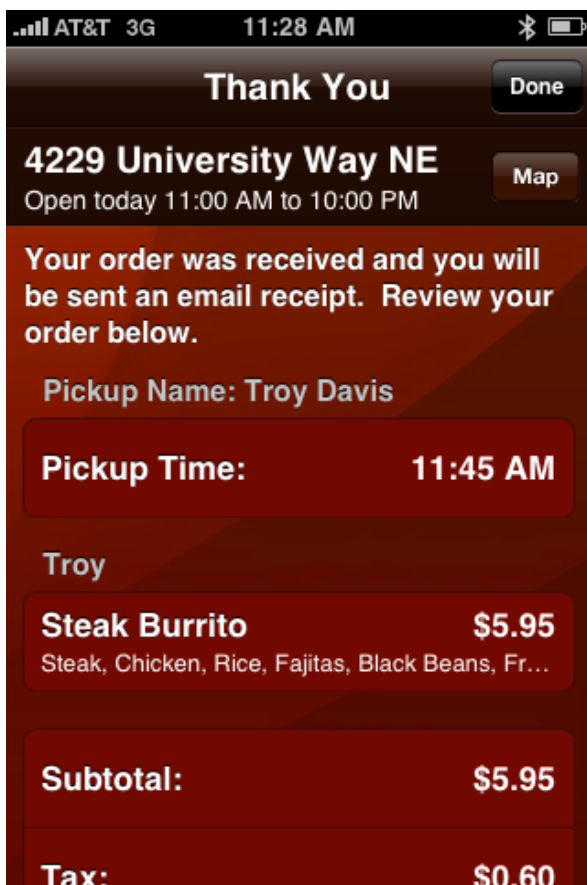 AT&T 3G 11:28 AM
Thank You Done
4229 University Way NE
Open today 11:00 AM to 10:00 PM
Map
Your order was received and you will
be sent an email receipt. Review your
order below.
Pickup Name: Troy Davis
Pickup Time: 11:45 AM
Troy
Steak Burrito $5.95
Steak, Chicken, Rice, Fajitas, Black Beans, Fr...
Subtotal: $5.95
Tax: $0.60